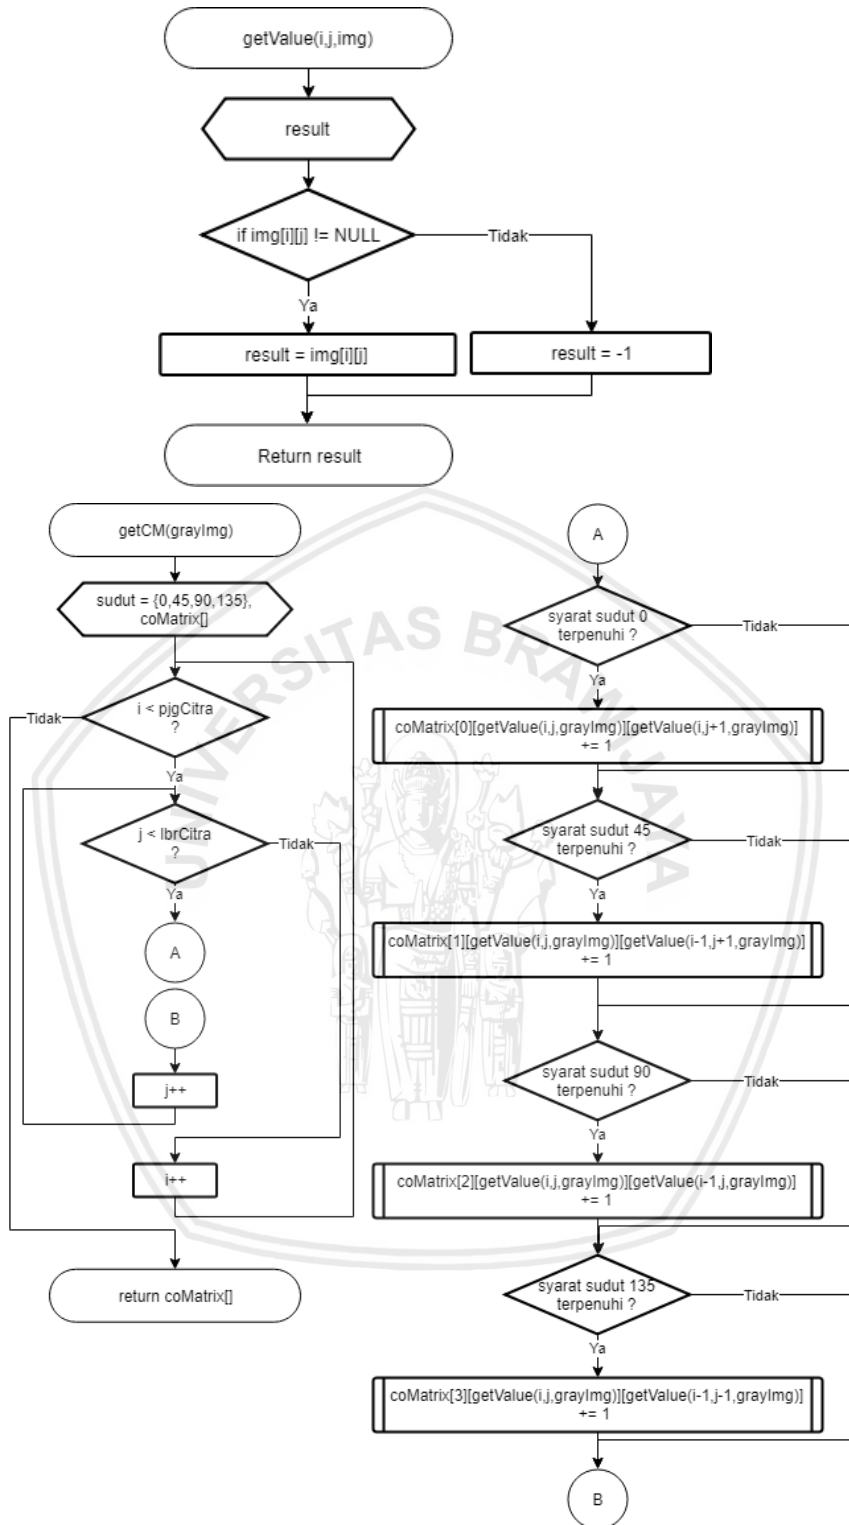 getValue(i,j,img)
result
if img[i][j] != NULL
Tidak
Ya
result = img[i][j]
result = -1
Return result
getCM(grayImg)
sudut = {0,45,90,135},
coMatrix[]
i < pjgCitra
?
Tidak
Ya
j < lbrCitra
?
Tidak
Ya
A
B
j++
i++
return coMatrix[]
A
syarat sudut 0
terpenuhi ?
Tidak
Ya
coMatrix[0][getValue(i,j,grayImg)][getValue(i,j+1,grayImg)]
+= 1
syarat sudut 45
terpenuhi ?
Tidak
Ya
coMatrix[1][getValue(i,j,grayImg)][getValue(i-1,j+1,grayImg)]
+= 1
syarat sudut 90
terpenuhi ?
Tidak
Ya
coMatrix[2][getValue(i,j,grayImg)][getValue(i-1,j,grayImg)]
+= 1
syarat sudut 135
terpenuhi ?
Tidak
Ya
coMatrix[3][getValue(i,j,grayImg)][getValue(i-1,j-1,grayImg)]
+= 1
B
UNIVERSITAS BRAWIJAYA